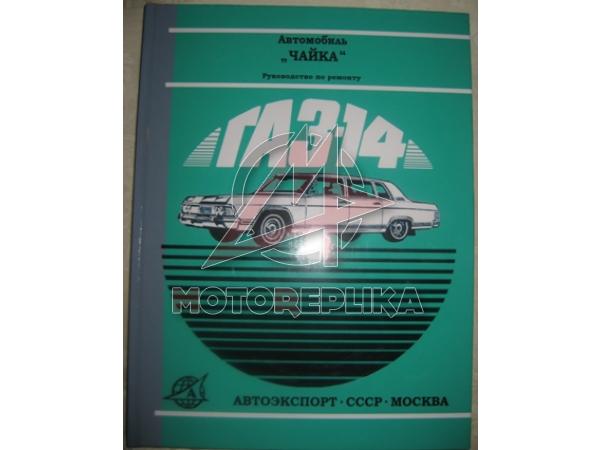 Автомобиль
„ЧАЙКА“
Руководство по ремонту
ГАЗ-14
MOTOREPLIKA
АВТОЭКСПОРТ · СССР · МОСКВА